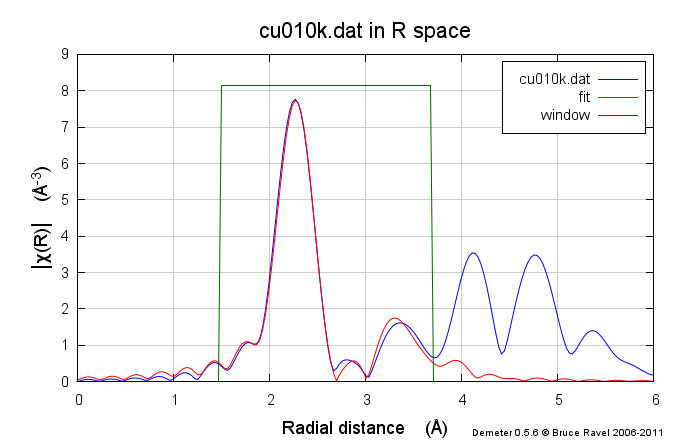 cu010k.dat in R space
cu010k.dat
fit
window
|χ(R)| (Å-3)
9
8
7
6
5
4
3
2
1
0
0 1 2 3 4 5 6
Radial distance (Å)
Demeter 0.5.6 © Bruce Ravel 2006-2011